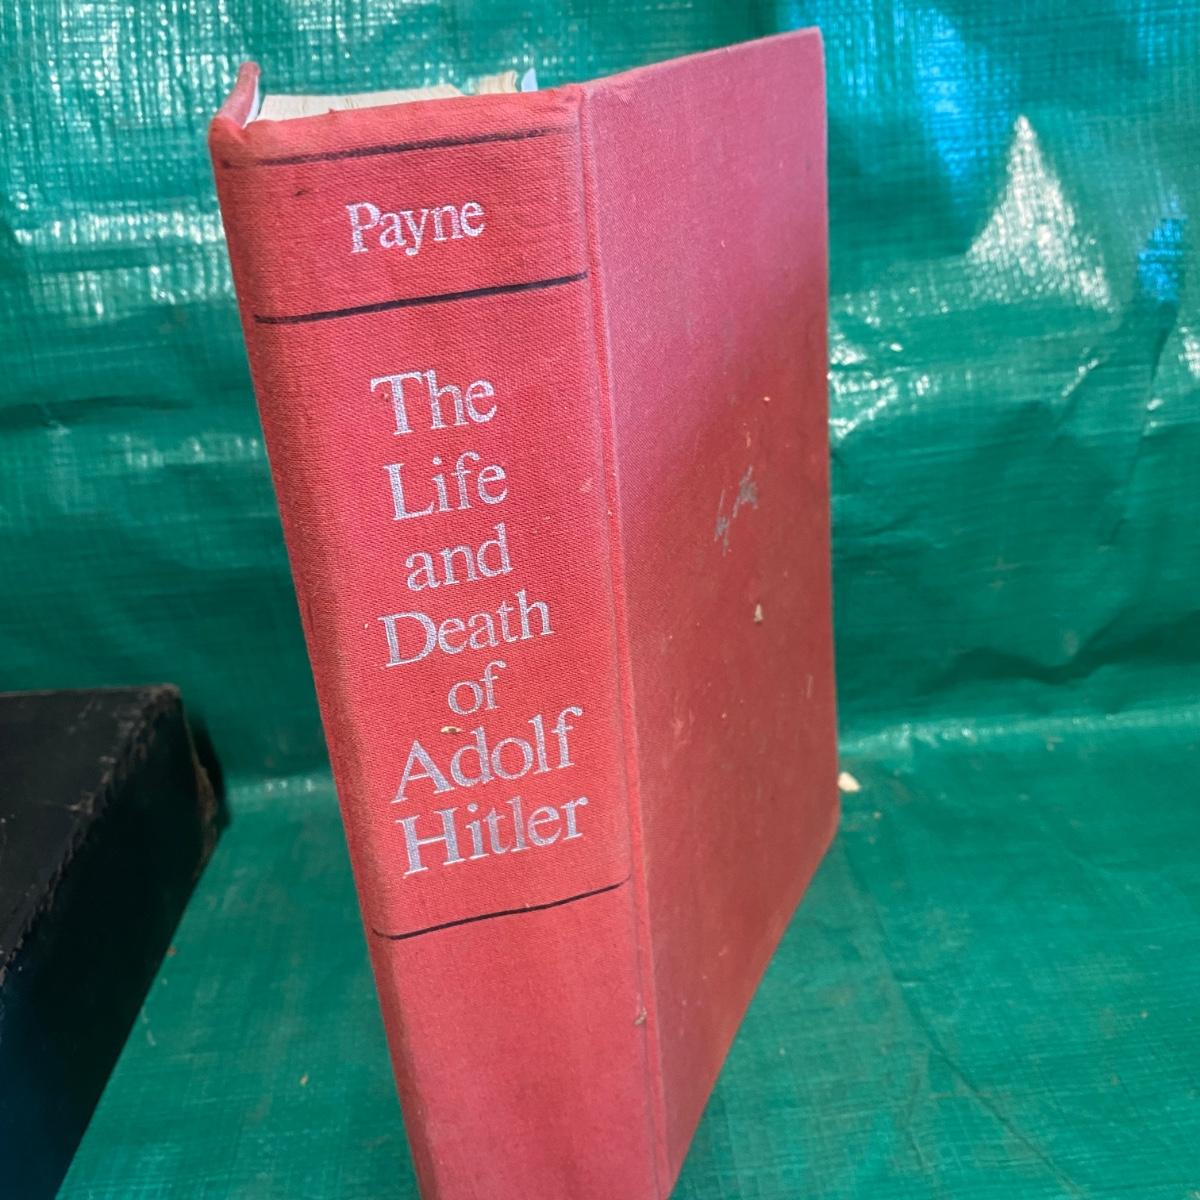 Payne
The
Life
and
Death
of
Adolf
Hitler